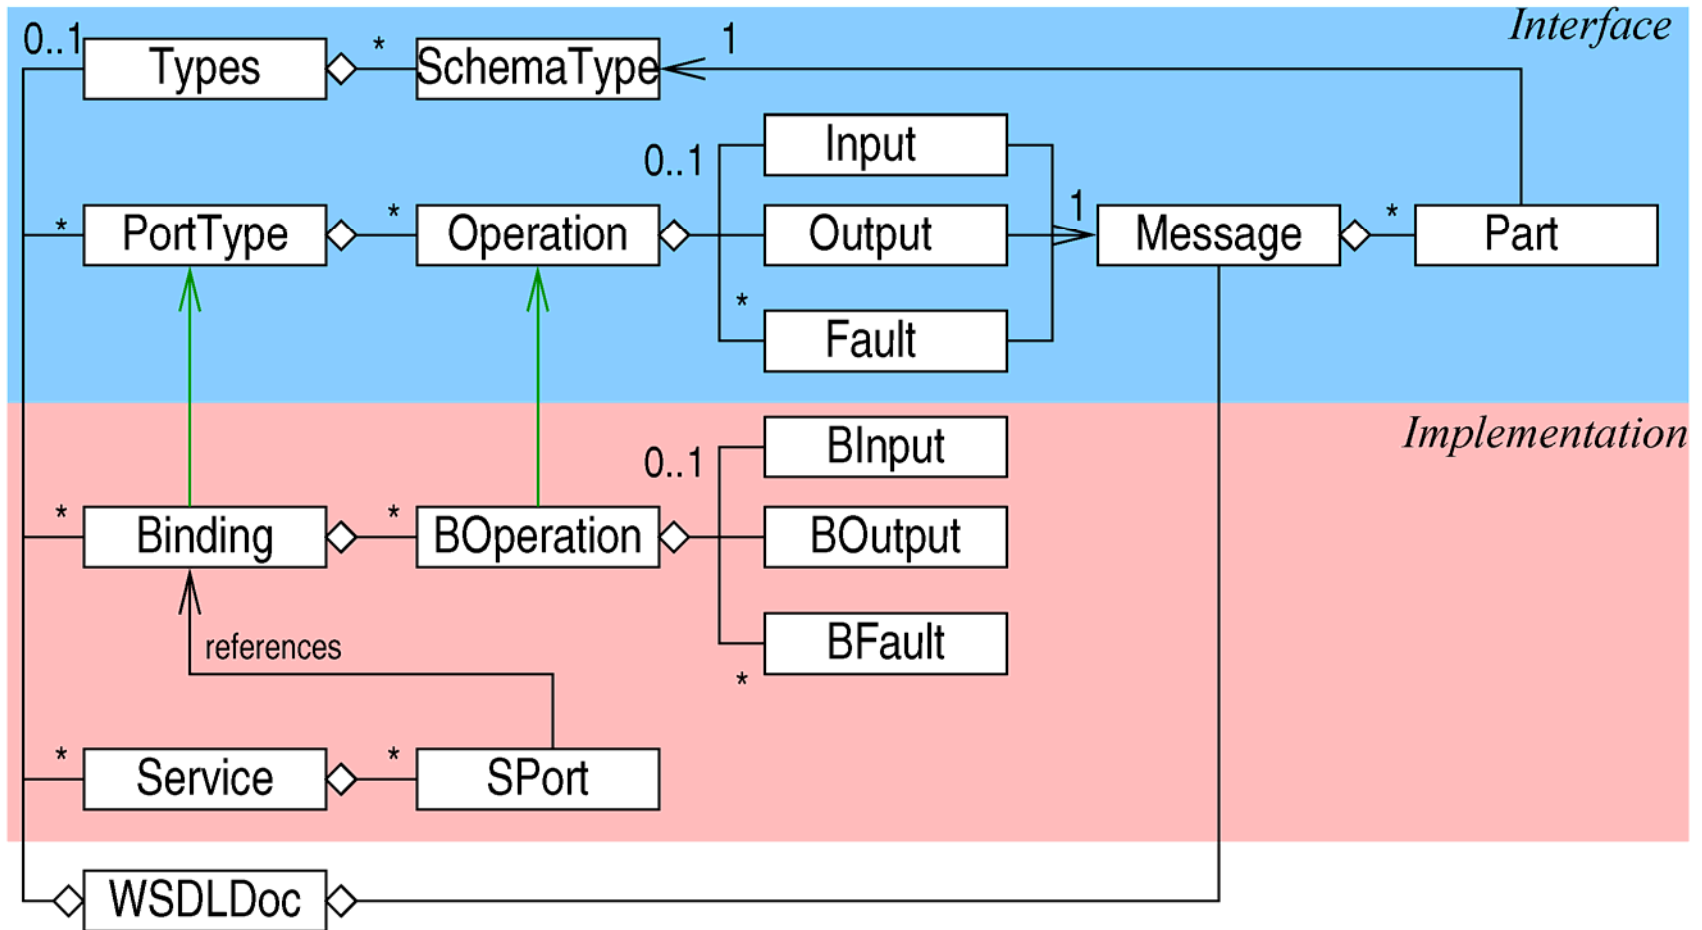 Interface
0..1
Types
*
SchemaType
1
Input
0..1
*
PortType
*
Operation
Output
1
Message
*
Part
*
Fault
Implementation
BInput
0..1
*
Binding
*
BOperation
BOutput
references
BFault
*
*
Service
*
SPort
WSDLDoc